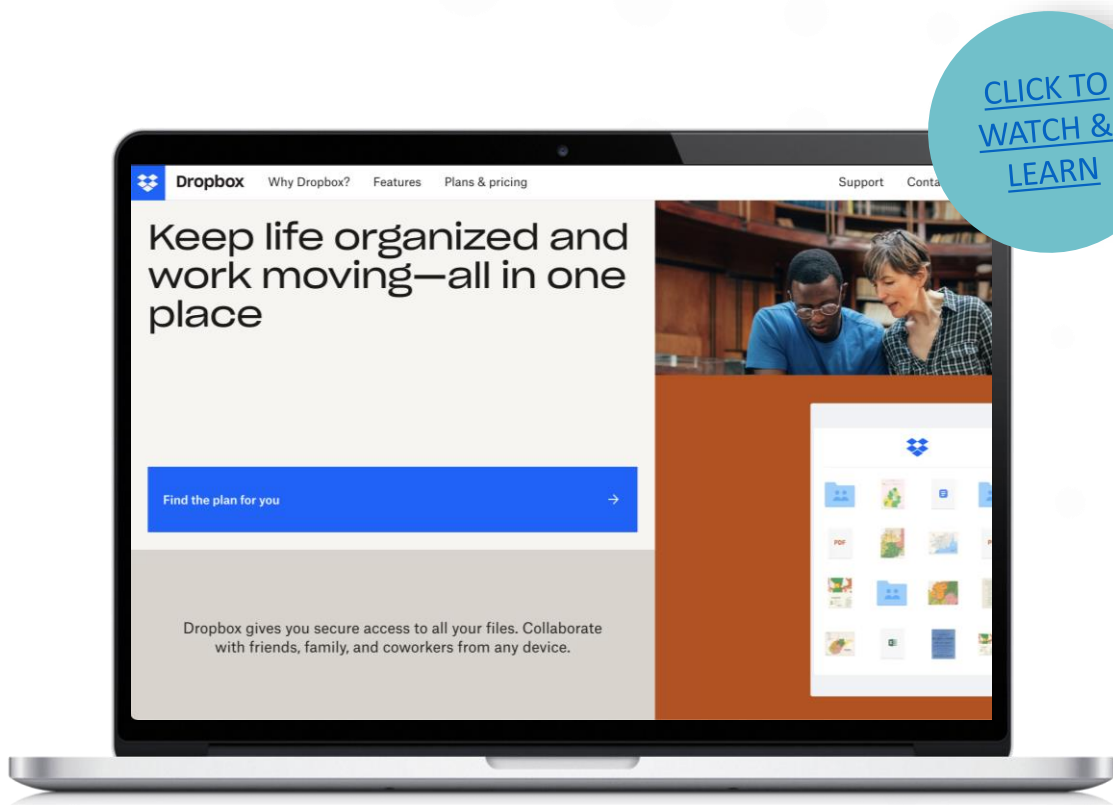 CLICK TO
WATCH &
LEARN
Dropbox Why Dropbox? Features Plans & pricing Support
Keep life organized and
work moving—all in one
place
Find the plan for you →
PDF
Dropbox gives you secure access to all your files. Collaborate
with friends, family, and coworkers from any device.